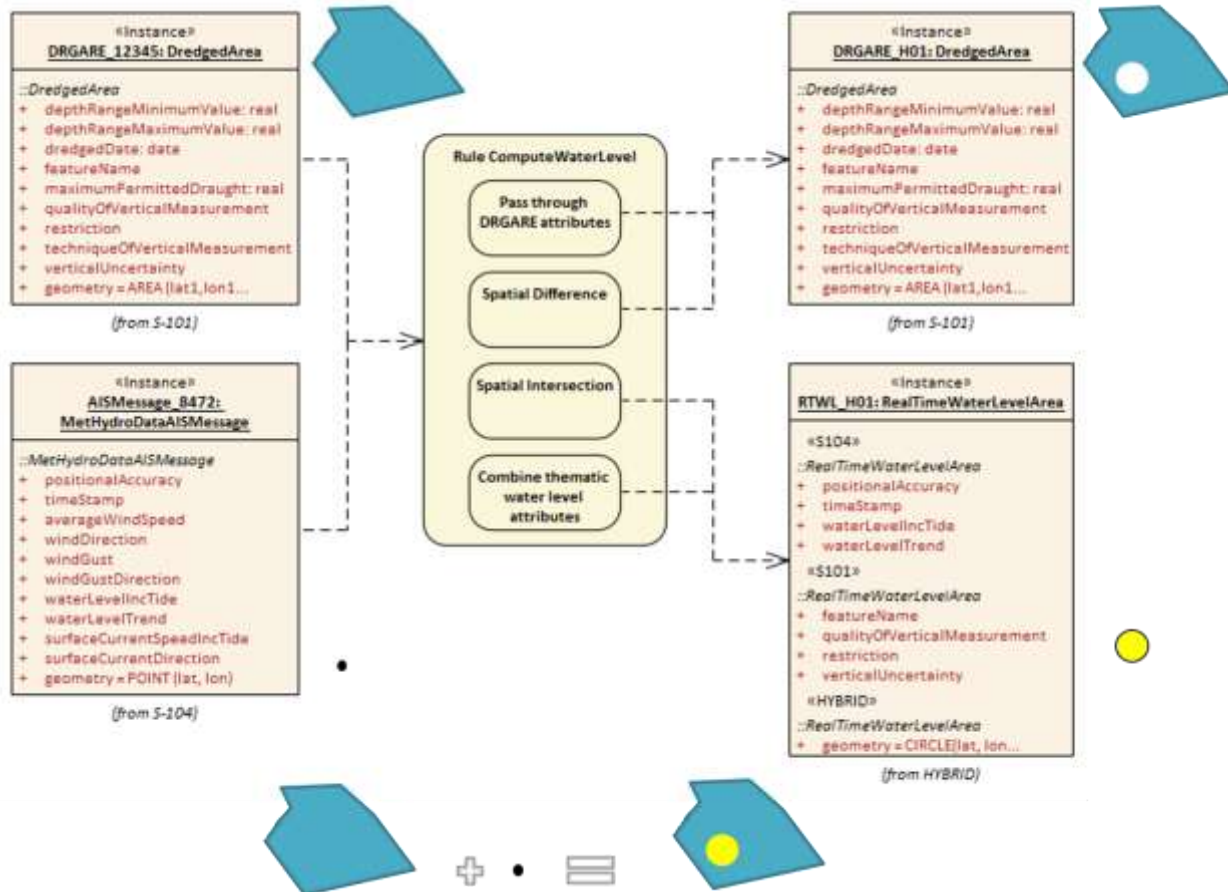 «Instance»
DRGARE_12345: DredgedArea
::DredgedArea
+ depthRangeMinimumValue: real
+ depthRangeMaximumValue: real
+ dredgedDate: date
+ featureName
+ maximumPermittedDraught: real
+ qualityOfVerticalMeasurement
+ restriction
+ techniqueOfVerticalMeasurement
+ verticalUncertainty
+ geometry = AREA (lat1,lon1...
(from S-101)
«Instance»
AISMessage_8472:
MetHydroDataAISMessage
::MetHydroDataAISMessage
+ positionalAccuracy
+ timeStamp
+ averageWindSpeed
+ windDirection
+ windGust
+ windGustDirection
+ waterLevelIncTide
+ waterLevelTrend
+ surfaceCurrentSpeedIncTide
+ surfaceCurrentDirection
+ geometry = POINT (lat, lon)
(from S-104)
Rule ComputeWaterLevel
Pass through
DRGARE attributes
Spatial Difference
Spatial Intersection
Combine thematic
water level
attributes
«Instance»
DRGARE_H01: DredgedArea
::DredgedArea
+ depthRangeMinimumValue: real
+ depthRangeMaximumValue: real
+ dredgedDate: date
+ featureName
+ maximumPermittedDraught: real
+ qualityOfVerticalMeasurement
+ restriction
+ techniqueOfVerticalMeasurement
+ verticalUncertainty
+ geometry = AREA (lat1,lon1...
(from S-101)
«Instance»
RTWL_H01: RealTimeWaterLevelArea
«S104»
::RealTimeWaterLevelArea
+ positionalAccuracy
+ timeStamp
+ waterLevelIncTide
+ waterLevelTrend
«S101»
::RealTimeWaterLevelArea
+ featureName
+ qualityOfVerticalMeasurement
+ restriction
+ verticalUncertainty
«HYBRID»
::RealTimeWaterLevelArea
+ geometry = CIRCLE(lat, lon...
(from HYBRID)